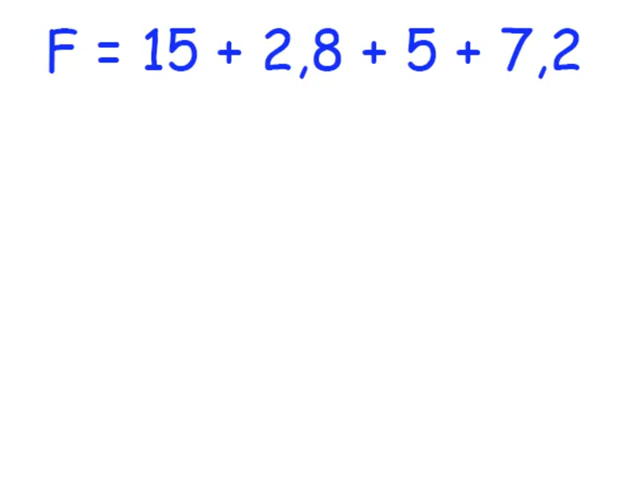 F = 15 + 2,8 + 5 + 7,2